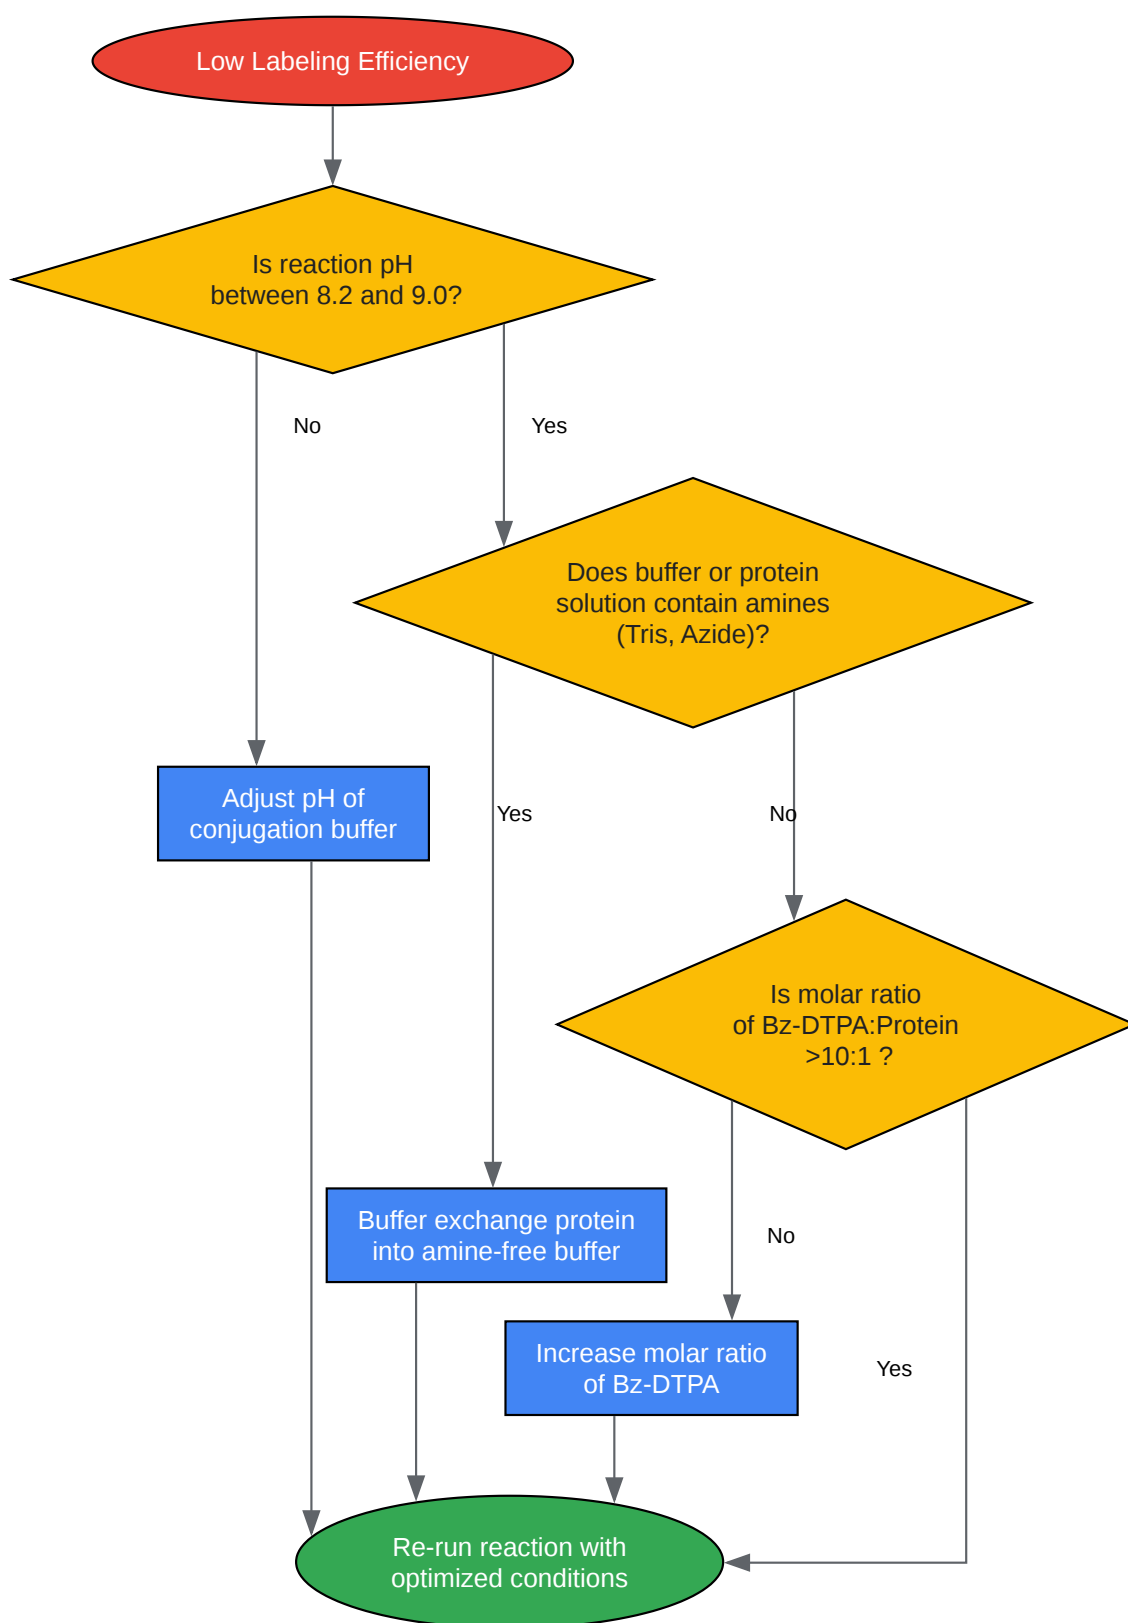 Low Labeling Efficiency
Is reaction pH
between 8.2 and 9.0?
No
Yes
Does buffer or protein
solution contain amines
(Tris, Azide)?
Adjust pH of
conjugation buffer
Yes
No
Is molar ratio
of Bz-DTPA:Protein
>10:1 ?
Buffer exchange protein
into amine-free buffer
No
Increase molar ratio
of Bz-DTPA
Yes
Re-run reaction with
optimized conditions